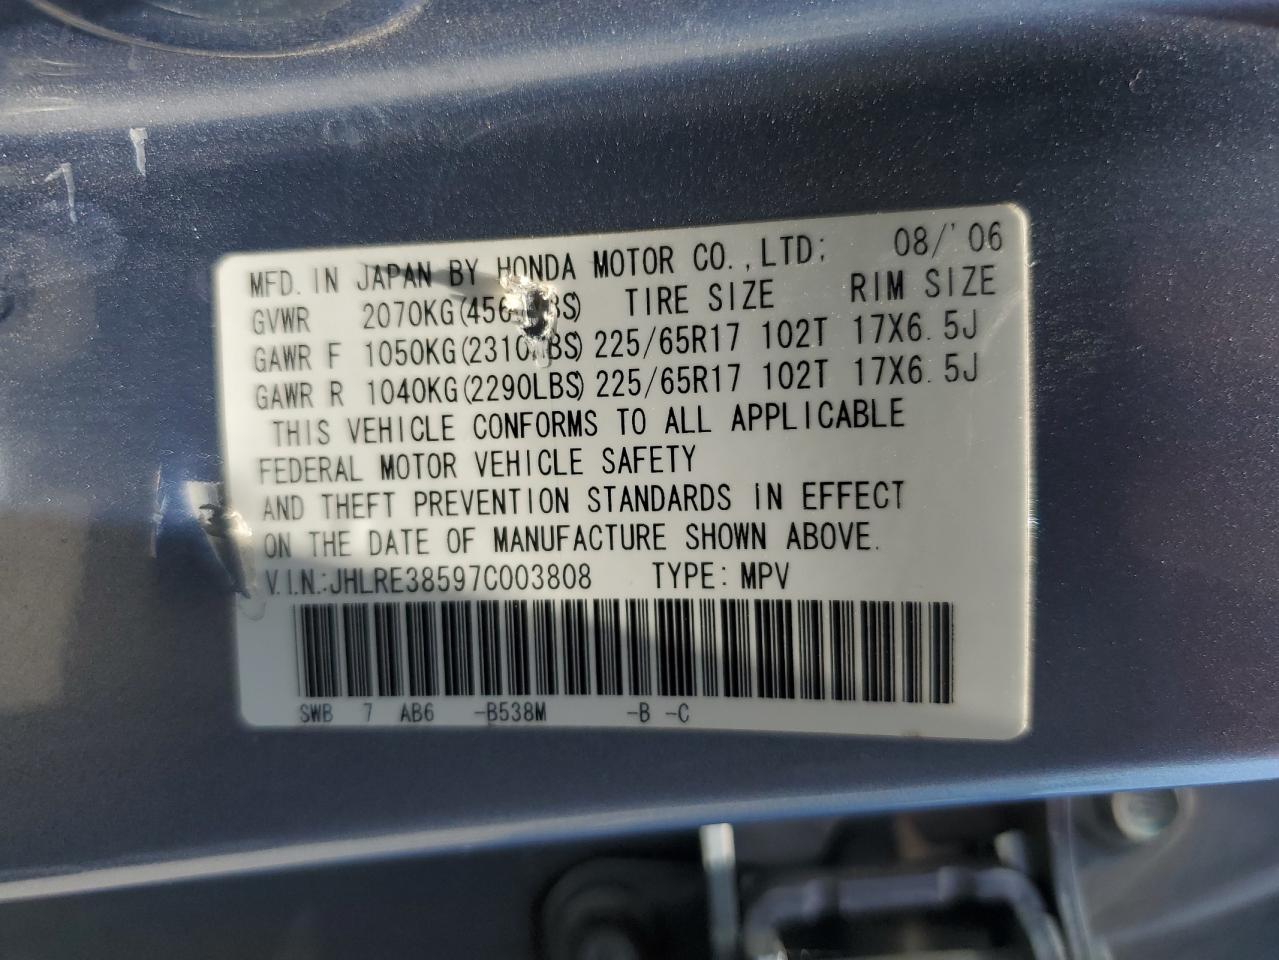 MFD. IN JAPAN BY HONDA MOTOR CO.,LTD; 08/'06
GVWR 2070KG TIRE SIZE RIM SIZE
GAWR F 1050KG 225/65R17 102T 17X6.5J
GAWR R 1040KG(2290LBS) 225/65R17 102T 17X6.5J
THIS VEHICLE CONFORMS TO ALL APPLICABLE
FEDERAL MOTOR VEHICLE SAFETY
AND THEFT PREVENTION STANDARDS IN EFFECT
ON THE DATE OF MANUFACTURE SHOWN ABOVE.
V.I.N.:JHLRE38597C003808 TYPE:MPV
SWB 7 AB6 -B538M -B -C